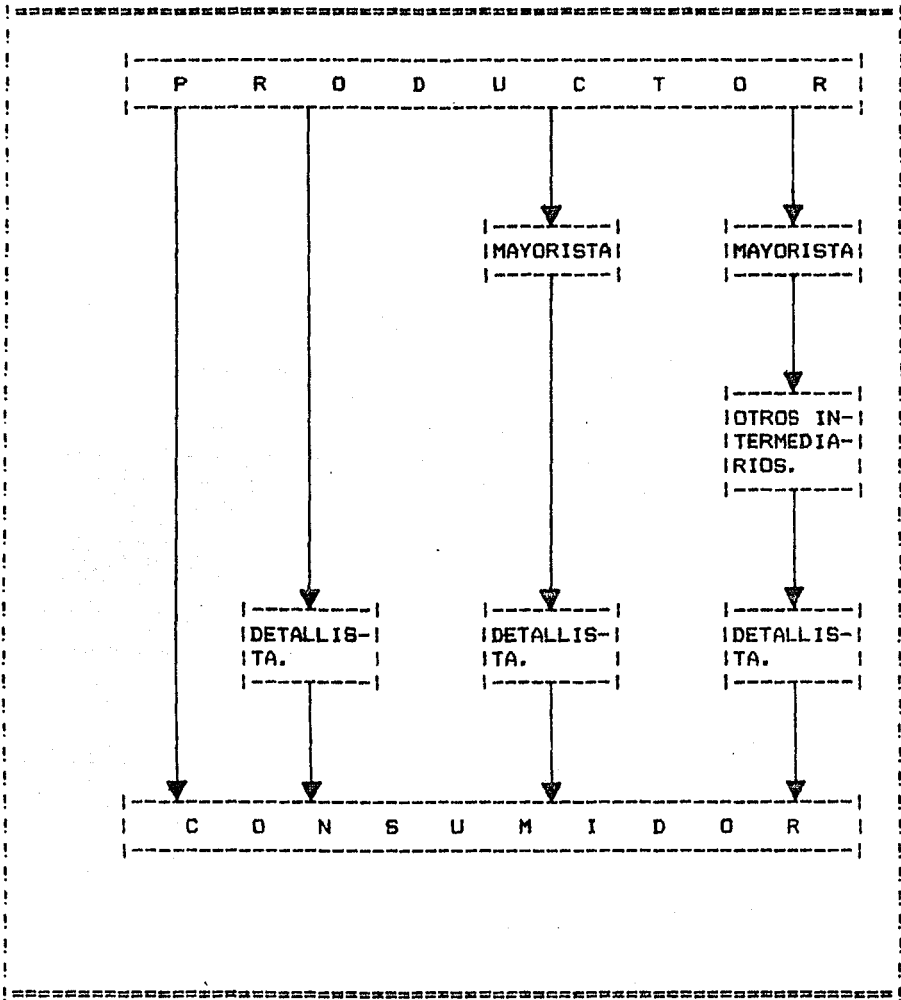 P R O D U C T O R
MAYORISTA MAYORISTA
OTROS IN-
TERMEDIA-
RIOS.
DETALLIS- DETALLIS- DETALLIS-
TA. TA. TA.
C O N S U M I D O R